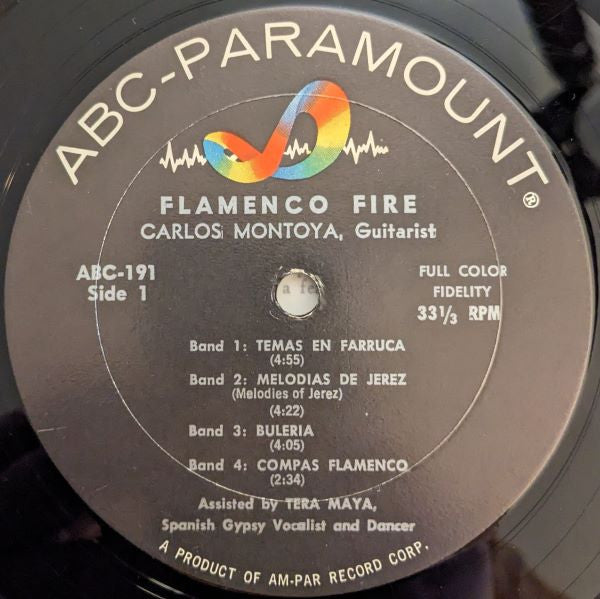 ABC-PARAMOUNT®
FLAMENCO FIRE
CARLOS MONTOYA, Guitarist
ABC-191
Side 1
FULL COLOR
FIDELITY
33 1/3 RPM
Band 1: TEMAS EN FARRUCA
(4:55)
Band 2: MELODIAS DE JEREZ
(Melodies of Jerez)
(4:22)
Band 3: BULERIA
(4:05)
Band 4: COMPAS FLAMENCO
(2:34)
Assisted by TERA MAYA,
Spanish Gypsy Vocalist and Dancer
A PRODUCT OF AM-PAR RECORD CORP.